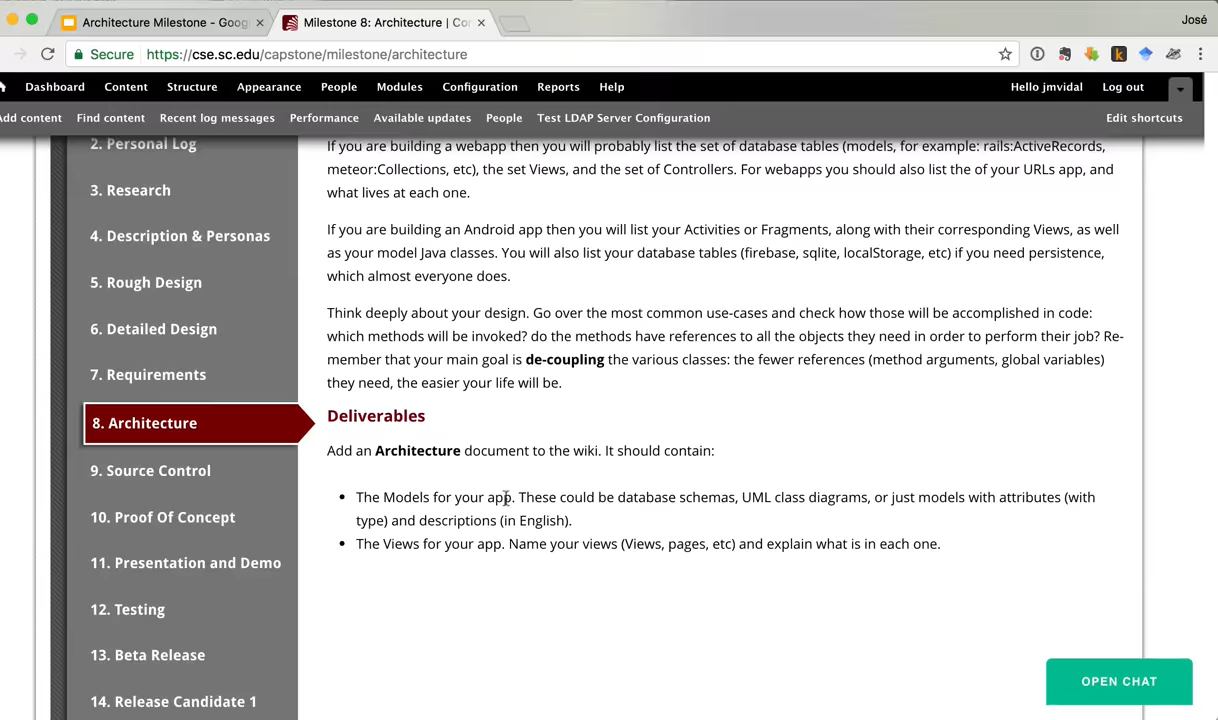 Architecture Milestone - Goog
Milestone 8: Architecture | Co
José
Secure
https://cse.sc.edu/capstone/milestone/architecture
Dashboard
Content
Structure
Appearance
People
Modules
Configuration
Reports
Help
Hello jmvidal
Log out
Add content
Find content
Recent log messages
Performance
Available updates
People
Test LDAP Server Configuration
Edit shortcuts
2. Personal Log
3. Research
4. Description & Personas
5. Rough Design
6. Detailed Design
7. Requirements
8. Architecture
9. Source Control
10. Proof Of Concept
11. Presentation and Demo
12. Testing
13. Beta Release
14. Release Candidate 1
If you are building a webapp then you will probably list the set of database tables (models, for example: rails:ActiveRecords,
meteor:Collections, etc), the set Views, and the set of Controllers. For webapps you should also list the of your URLs app, and
what lives at each one.
If you are building an Android app then you will list your Activities or Fragments, along with their corresponding Views, as well
as your model Java classes. You will also list your database tables (firebase, sqlite, localStorage, etc) if you need persistence,
which almost everyone does.
Think deeply about your design. Go over the most common use-cases and check how those will be accomplished in code:
which methods will be invoked? do the methods have references to all the objects they need in order to perform their job? Re-
member that your main goal is de-coupling the various classes: the fewer references (method arguments, global variables)
they need, the easier your life will be.
Deliverables
Add an Architecture document to the wiki. It should contain:
• The Models for your app. These could be database schemas, UML class diagrams, or just models with attributes (with
type) and descriptions (in English).
• The Views for your app. Name your views (Views, pages, etc) and explain what is in each one.
OPEN CHAT